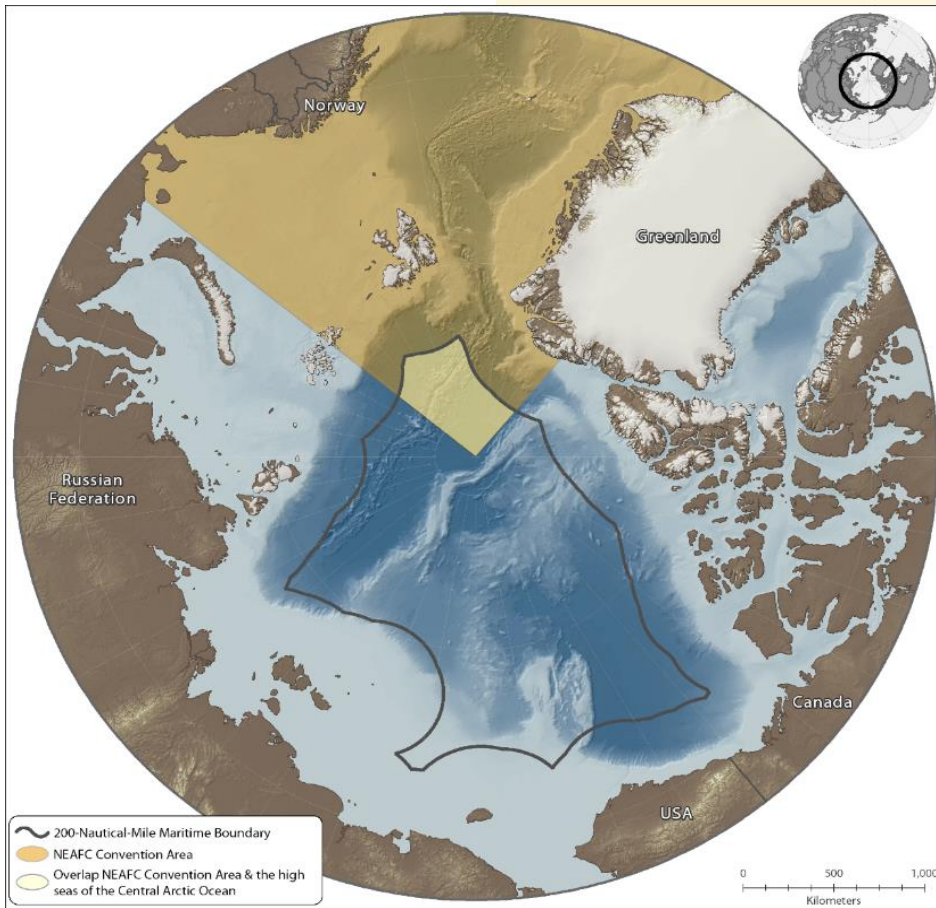 Norway
Greenland
Russian
Federation
Canada
USA
200-Nautical-Mile Maritime Boundary
NEAFC Convention Area
Overlap NEAFC Convention Area & the high
seas of the Central Arctic Ocean
0 500 1,000
Kilometers